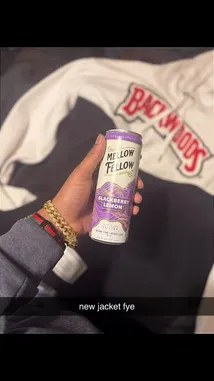 BACKWOODS
MELLOW
FELLOW
BLACKBERRY
LEMON
new jacket fye